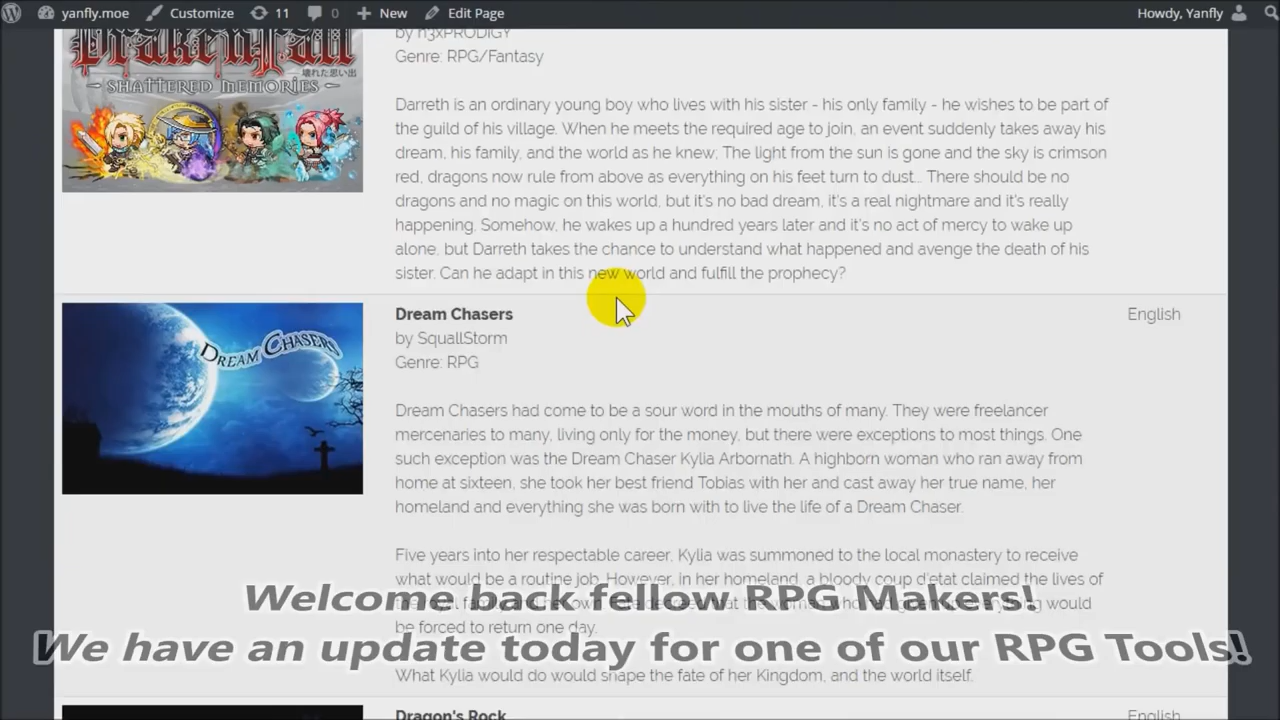 yanfly.moe Customize 11 0 New Edit Page Howdy, Yanfly
Drakenfall
壊れた思い出
- SHATTERED MEMORIES -
by n3xPRODIGY
Genre: RPG/Fantasy
Darreth is an ordinary young boy who lives with his sister - his only family - he wishes to be part of
the guild of his village. When he meets the required age to join, an event suddenly takes away his
dream, his family, and the world as he knew; The light from the sun is gone and the sky is crimson
red, dragons now rule from above as everything on his feet turn to dust... There should be no
dragons and no magic on this world, but it's no bad dream, it's a real nightmare and it's really
happening. Somehow, he wakes up a hundred years later and it's no act of mercy to wake up
alone, but Darreth takes the chance to understand what happened and avenge the death of his
sister. Can he adapt in this new world and fulfill the prophecy?
DREAM CHASERS
Dream Chasers English
by SquallStorm
Genre: RPG
Dream Chasers had come to be a sour word in the mouths of many. They were freelancer
mercenaries to many, living only for the money, but there were exceptions to most things. One
such exception was the Dream Chaser Kylia Arbornath. A highborn woman who ran away from
home at sixteen, she took her best friend Tobias with her and cast away her true name, her
homeland and everything she was born with to live the life of a Dream Chaser.
Five years into her respectable career, Kylia was summoned to the local monastery to receive
what would be a routine job. However, in her homeland, a bloody coup d'etat claimed the lives of
would
be forced to return one day.
What Kylia would do would shape the fate of her Kingdom, and the world itself.
Welcome back fellow RPG Makers!
We have an update today for one of our RPG Tools!
Dragon's Rock English